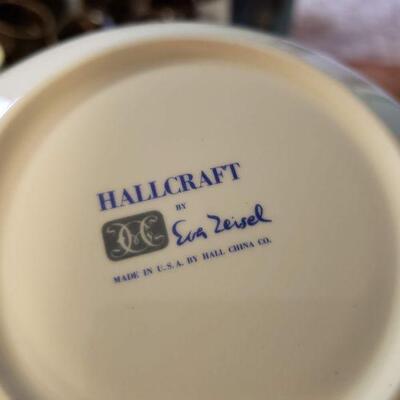 HALLCRAFT
BY
Eva Zeisel
MADE IN U.S.A. BY HALL CHINA CO.